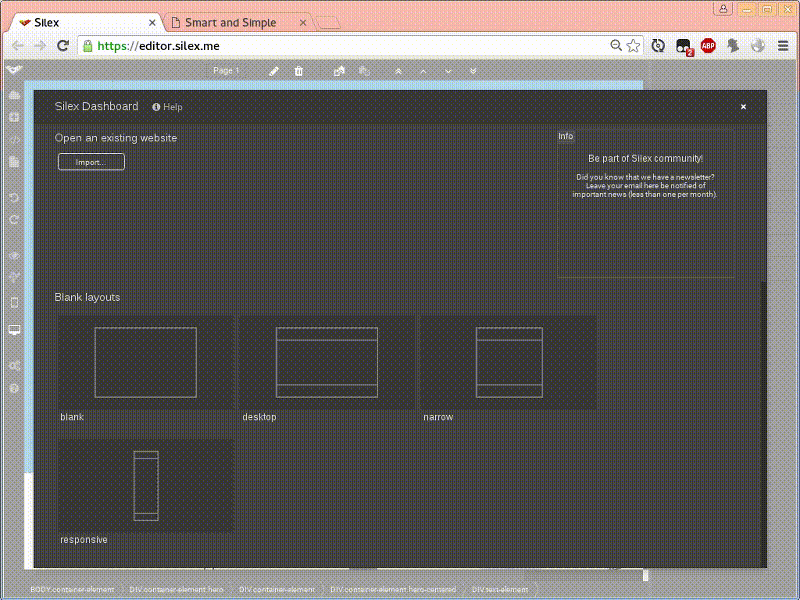 Silex
Smart and Simple
https://editor.silex.me
2
ABP
Page 1
Silex Dashboard
Help
Open an existing website
Import...
Info
Be part of Silex community!
Did you know that we have a newsletter?
Leave your email here be notified of
important news (less than one per month).
Blank layouts
blank
desktop
narrow
responsive
BODY.container-element
DIV.container-element.hero
DIV.container-element
DIV.container-element.hero-centered
DIV.text-element